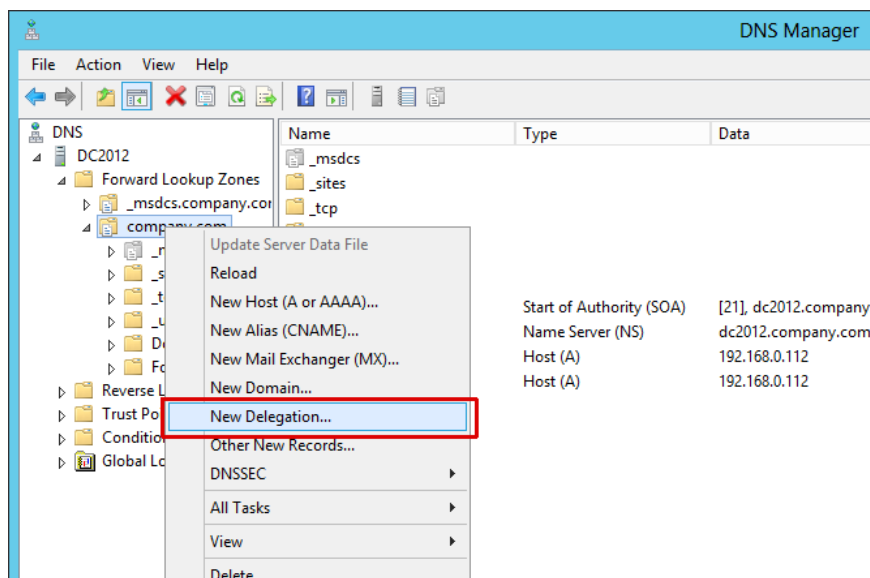 DNS Manager
File Action View Help
DNS
DC2012
Forward Lookup Zones
_msdcs.company.cor
company.com
Reverse L
Trust Po
Conditio
Global Lo
Update Server Data File
Reload
New Host (A or AAAA)...
New Alias (CNAME)...
New Mail Exchanger (MX)...
New Domain...
New Delegation...
Other New Records...
DNSSEC
All Tasks
View
Delete
Name Type Data
_msdcs
_sites
_tcp
Start of Authority (SOA) [21], dc2012.company
Name Server (NS) dc2012.company.com
Host (A) 192.168.0.112
Host (A) 192.168.0.112